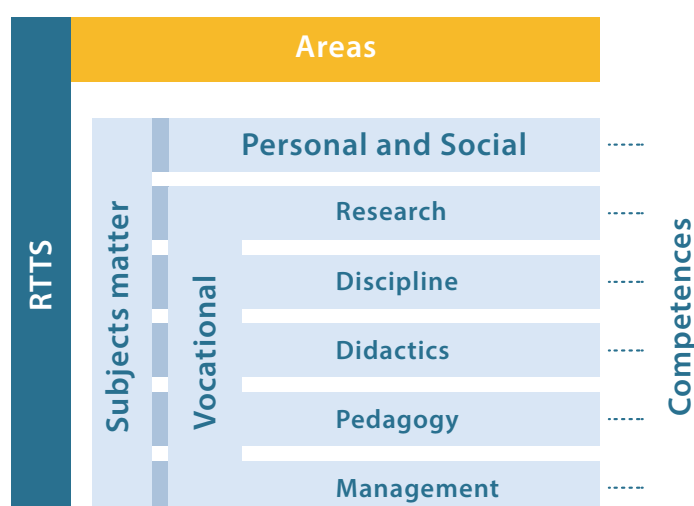 Areas
RTTS
Subjects matter
Personal and Social
Vocational
Research
Discipline
Didactics
Pedagogy
Management
Competences